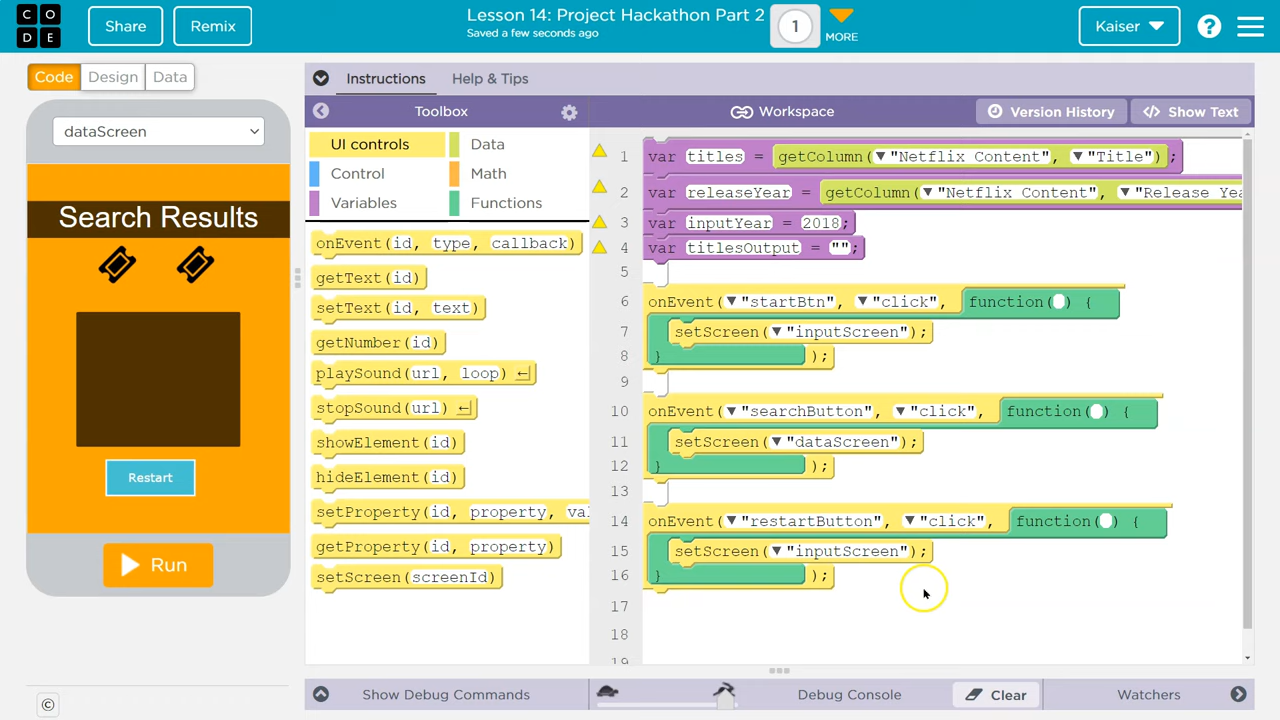 C O
D E
Share
Remix
Lesson 14: Project Hackathon Part 2
Saved a few seconds ago
1
MORE
Kaiser
?
Code
Design
Data
Instructions
Help & Tips
dataScreen
Search Results
Restart
Run
©
Toolbox
UI controls
Data
Control
Math
Variables
Functions
onEvent(id, type, callback)
getText(id)
setText(id, text)
getNumber(id)
playSound(url, loop)
stopSound(url)
showElement(id)
hideElement(id)
setProperty(id, property, val
getProperty(id, property)
setScreen(screenId)
Workspace
Version History
</> Show Text
1 var titles = getColumn("Netflix Content", "Title");
2 var releaseYear = getColumn("Netflix Content", "Release Yea
3 var inputYear = 2018;
4 var titlesOutput = "";
5
6 onEvent("startBtn", "click", function() {
7 setScreen("inputScreen");
8 });
9
10 onEvent("searchButton", "click", function() {
11 setScreen("dataScreen");
12 });
13
14 onEvent("restartButton", "click", function() {
15 setScreen("inputScreen");
16 });
17
18
19
Show Debug Commands
Debug Console
Clear
Watchers